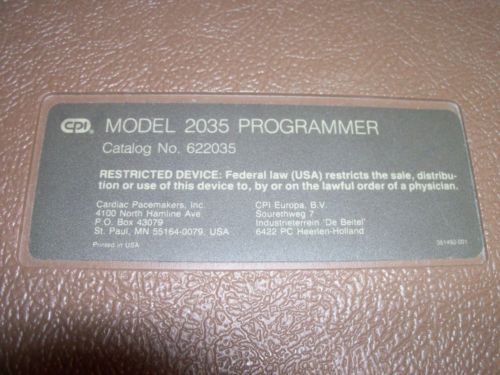 CPI® MODEL 2035 PROGRAMMER
Catalog No. 622035
RESTRICTED DEVICE: Federal law (USA) restricts the sale, distribu-
tion or use of this device to, by or on the lawful order of a physician.
Cardiac Pacemakers, Inc.
4100 North Hamline Ave.
P.O. Box 43079
St. Paul, MN 55164-0079, USA
CPI Europa, B.V.
Sourethweg 7
Industrieterrein 'De Beitel'
6422 PC Heerlen-Holland
Printed in USA
351492-001